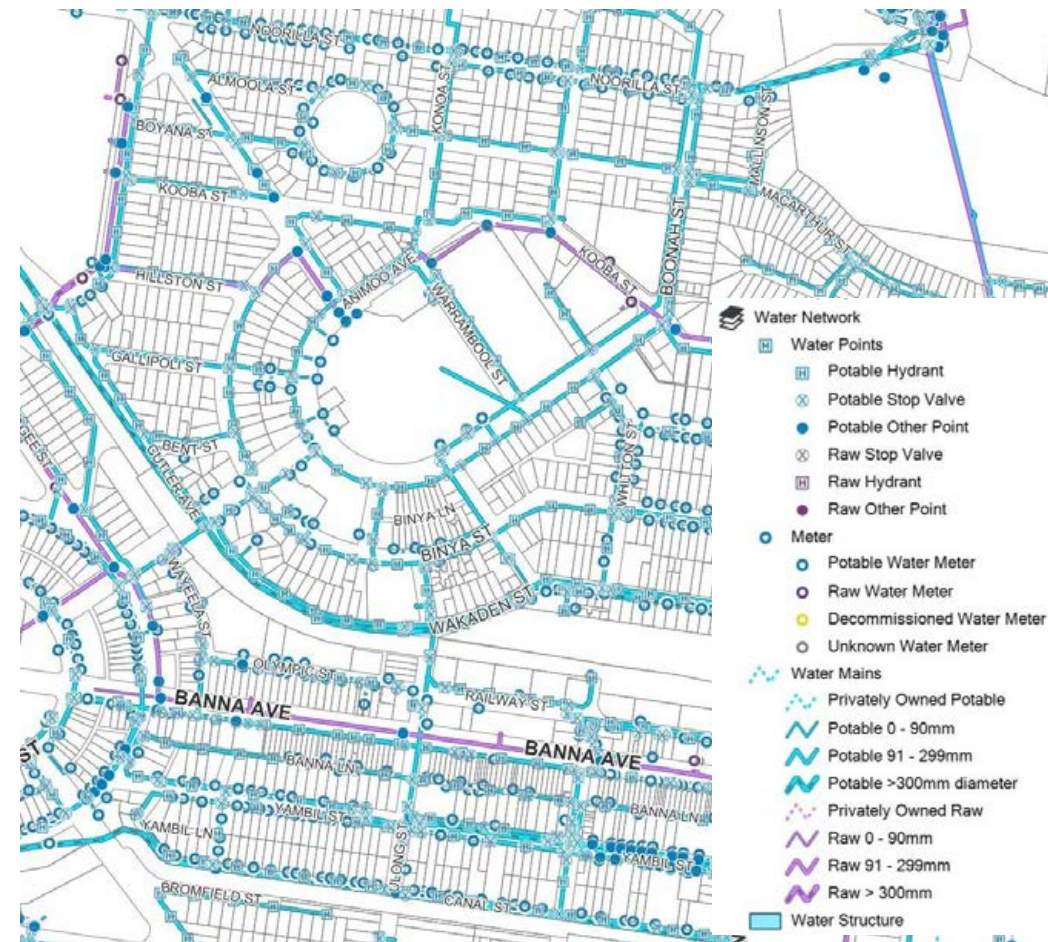 NOORILLA ST
ALMOOLA ST
KONOA ST
NOORILLA ST
MALLINSON ST
BOYANA ST
KOOBA ST
MACARTHUR ST
BOONAH ST
KOOBA ST
HILLSTON ST
ANIMOO AVE
WARRAMBOOL ST
GALLIPOLI ST
BENT ST
CUTLER AVE
WHITTON ST
BINYA LN
BINYA ST
WAYEELA ST
WAKADEN ST
OLYMPIC ST
RAILWAY ST
BANNA AVE
BANNA AVE
BANNA LN
BANNA LN
YAMBIL ST
ST
YAMBIL LN
ULONG ST
YAMBIL ST
BROMFIELD ST
CANAL ST
Water Network
Water Points
Potable Hydrant
Potable Stop Valve
Potable Other Point
Raw Stop Valve
Raw Hydrant
Raw Other Point
Meter
Potable Water Meter
Raw Water Meter
Decommissioned Water Meter
Unknown Water Meter
Water Mains
Privately Owned Potable
Potable 0 - 90mm
Potable 91 - 299mm
Potable >300mm diameter
Privately Owned Raw
Raw 0 - 90mm
Raw 91 - 299mm
Raw > 300mm
Water Structure